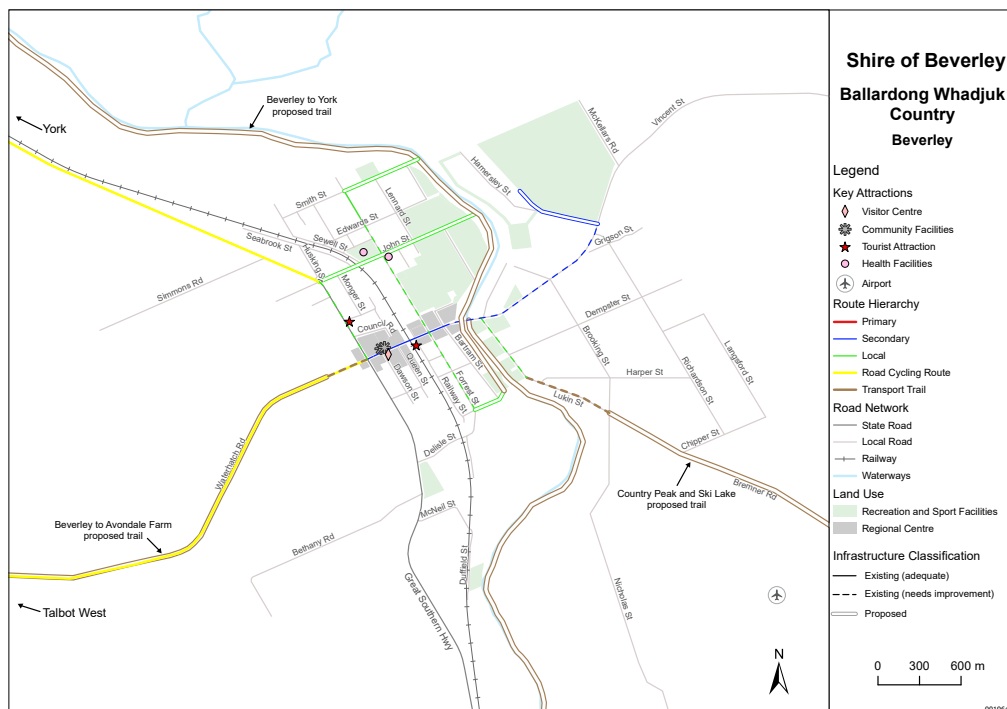 Shire of Beverley
Ballardong Whadjuk
Country
Beverley
Legend
Key Attractions
Visitor Centre
Community Facilities
Tourist Attraction
Health Facilities
Airport
Route Hierarchy
Primary
Secondary
Local
Road Cycling Route
Transport Trail
Road Network
State Road
Local Road
Railway
Waterways
Land Use
Recreation and Sport Facilities
Regional Centre
Infrastructure Classification
Existing (adequate)
Existing (needs improvement)
Proposed
0 300 600 m
N
York
Beverley to York
proposed trail
McKellars Rd
Vincent St
Hamersley St
Smith St
Lennard St
Edwards St
Sewell St
John St
Seabrook St
Husking St
Grigson St
Simmons Rd
Monger St
Council Rd
Dempster St
Brooking St
Bartram St
Queen St
Dawson St
Railway St
Forrest St
Harper St
Lukin St
Richardson St
Langsford St
Chipper St
Bremner Rd
Delisle St
Waterhatch Rd
McNeil St
Country Peak and Ski Lake
proposed trail
Beverley to Avondale Farm
proposed trail
Bethany Rd
Duffield St
Great Southern Hwy
Nicholas St
Talbot West